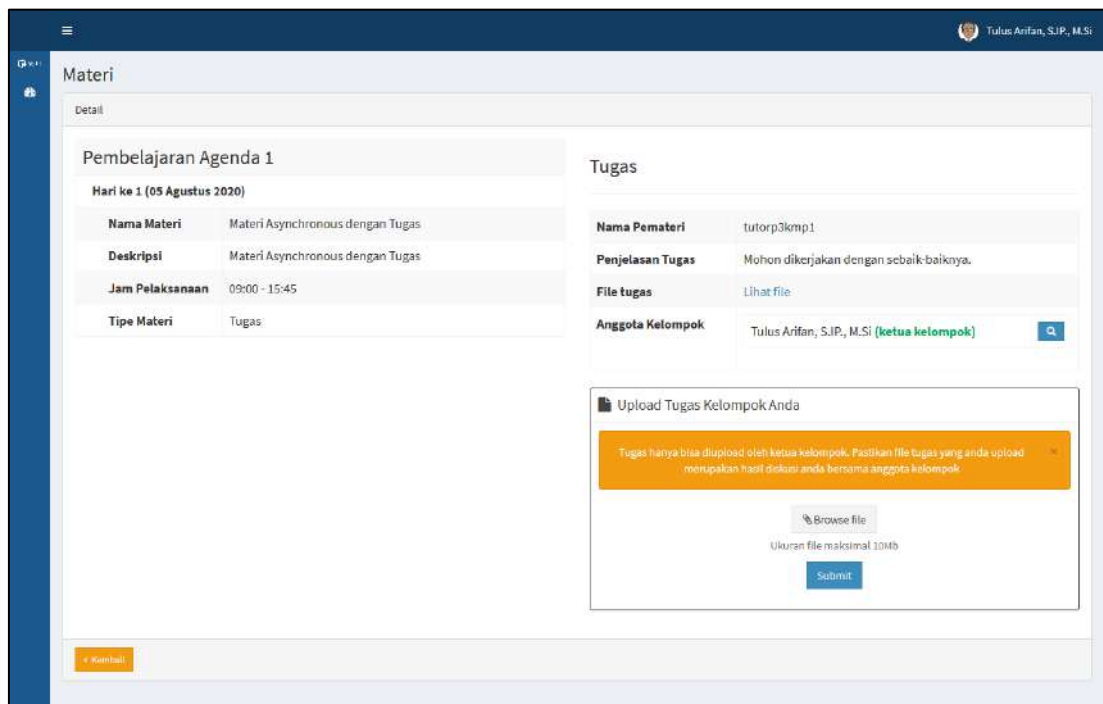 Tulus Arifan, S.IP., M.Si
Materi
Detail
Pembelajaran Agenda 1
Hari ke 1 (05 Agustus 2020)
Nama Materi Materi Asynchronous dengan Tugas
Deskripsi Materi Asynchronous dengan Tugas
Jam Pelaksanaan 09:00 - 15:45
Tipe Materi Tugas
Tugas
Nama Pemateri tutorp3kmp1
Penjelasan Tugas Mohon dikerjakan dengan sebaik-baiknya.
File tugas Lihat file
Anggota Kelompok Tulus Arifan, S.IP., M.Si (ketua kelompok)
Upload Tugas Kelompok Anda
Tugas hanya bisa diupload oleh ketua kelompok. Pastikan file tugas yang anda upload
merupakan hasil diskusi anda bersama anggota kelompok
Browse file
Ukuran file maksimal 10Mb
Submit
< Kembali